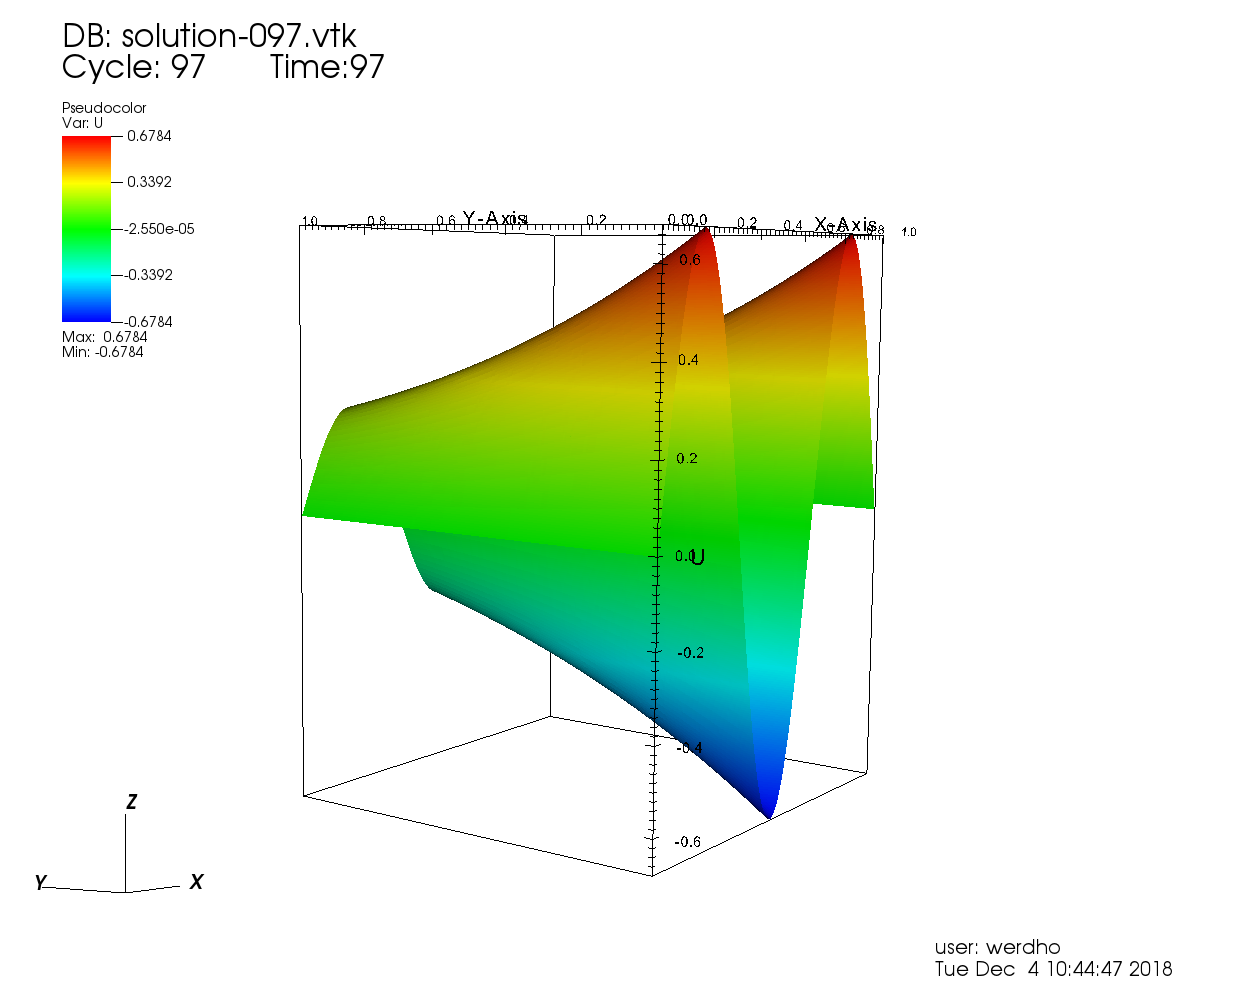 DB: solution-097.vtk
Cycle: 97 Time:97
Pseudocolor
Var: U
0.6784
0.3392
-2.550e-05
-0.3392
-0.6784
Max: 0.6784
Min: -0.6784
1.0 0.8 0.6 Y-Axis 0.2 0.0 0.0 0.2 0.4 X-Axis 0.8 1.0
0.6
0.4
0.2
0.0 U
-0.2
-0.4
-0.6
Z
Y X
user: werdho
Tue Dec 4 10:44:47 2018